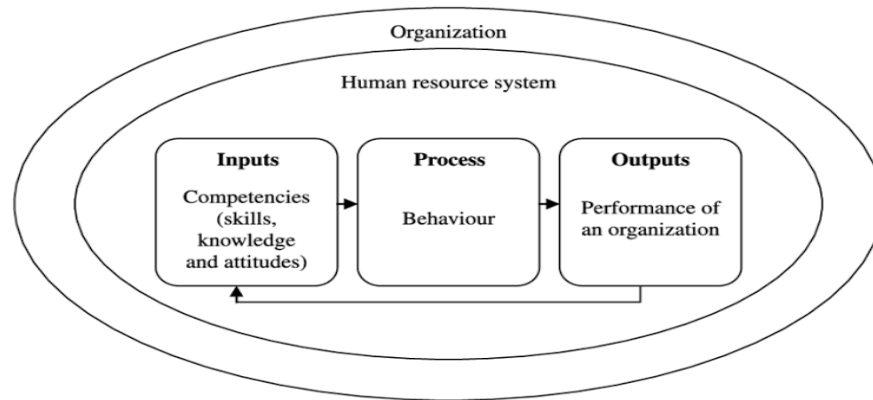 Organization
Human resource system
Inputs
Competencies
(skills,
knowledge
and attitudes)
Process
Behaviour
Outputs
Performance of
an organization